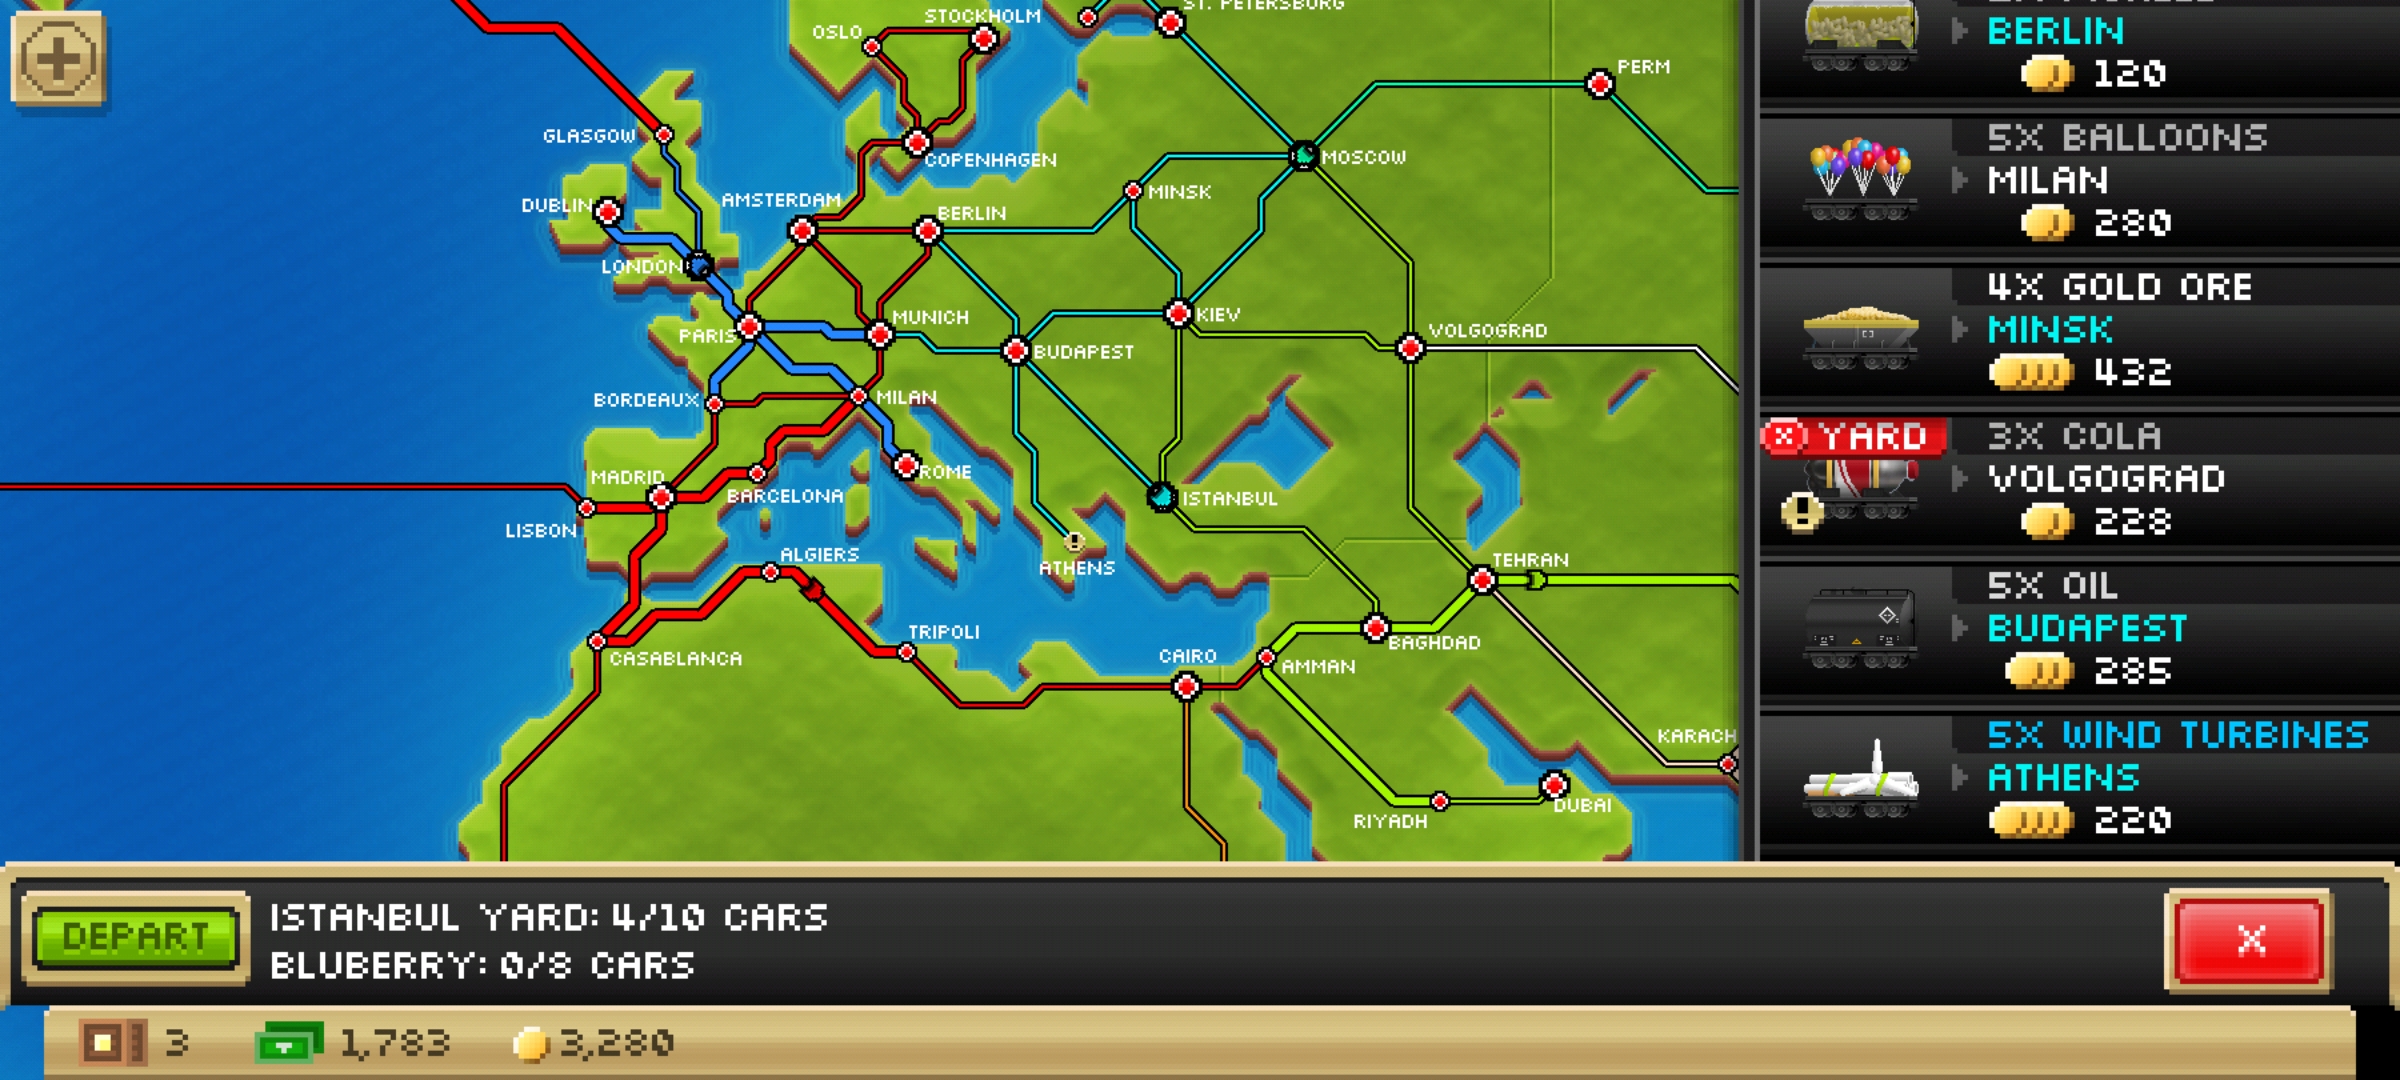 STOCKHOLM
ST. PETERSBURG
OSLO
PERM
GLASGOW
COPENHAGEN
MOSCOW
MINSK
DUBLIN
AMSTERDAM
BERLIN
LONDON
PARIS
MUNICH
KIEV
VOLGOGRAD
BUDAPEST
BORDEAUX
MILAN
MADRID
ROME
BARCELONA
ISTANBUL
LISBON
ALGIERS
ATHENS
TEHRAN
TRIPOLI
CASABLANCA
CAIRO
BAGHDAD
AMMAN
KARACH
RIYADH
DUBAI
BERLIN
120
5X BALLOONS
MILAN
280
4X GOLD ORE
MINSK
432
YARD
3X COLA
VOLGOGRAD
228
5X OIL
BUDAPEST
285
5X WIND TURBINES
ATHENS
220
DEPART
ISTANBUL YARD: 4/10 CARS
BLUBERRY: 0/8 CARS
X
3
1,783
3,280